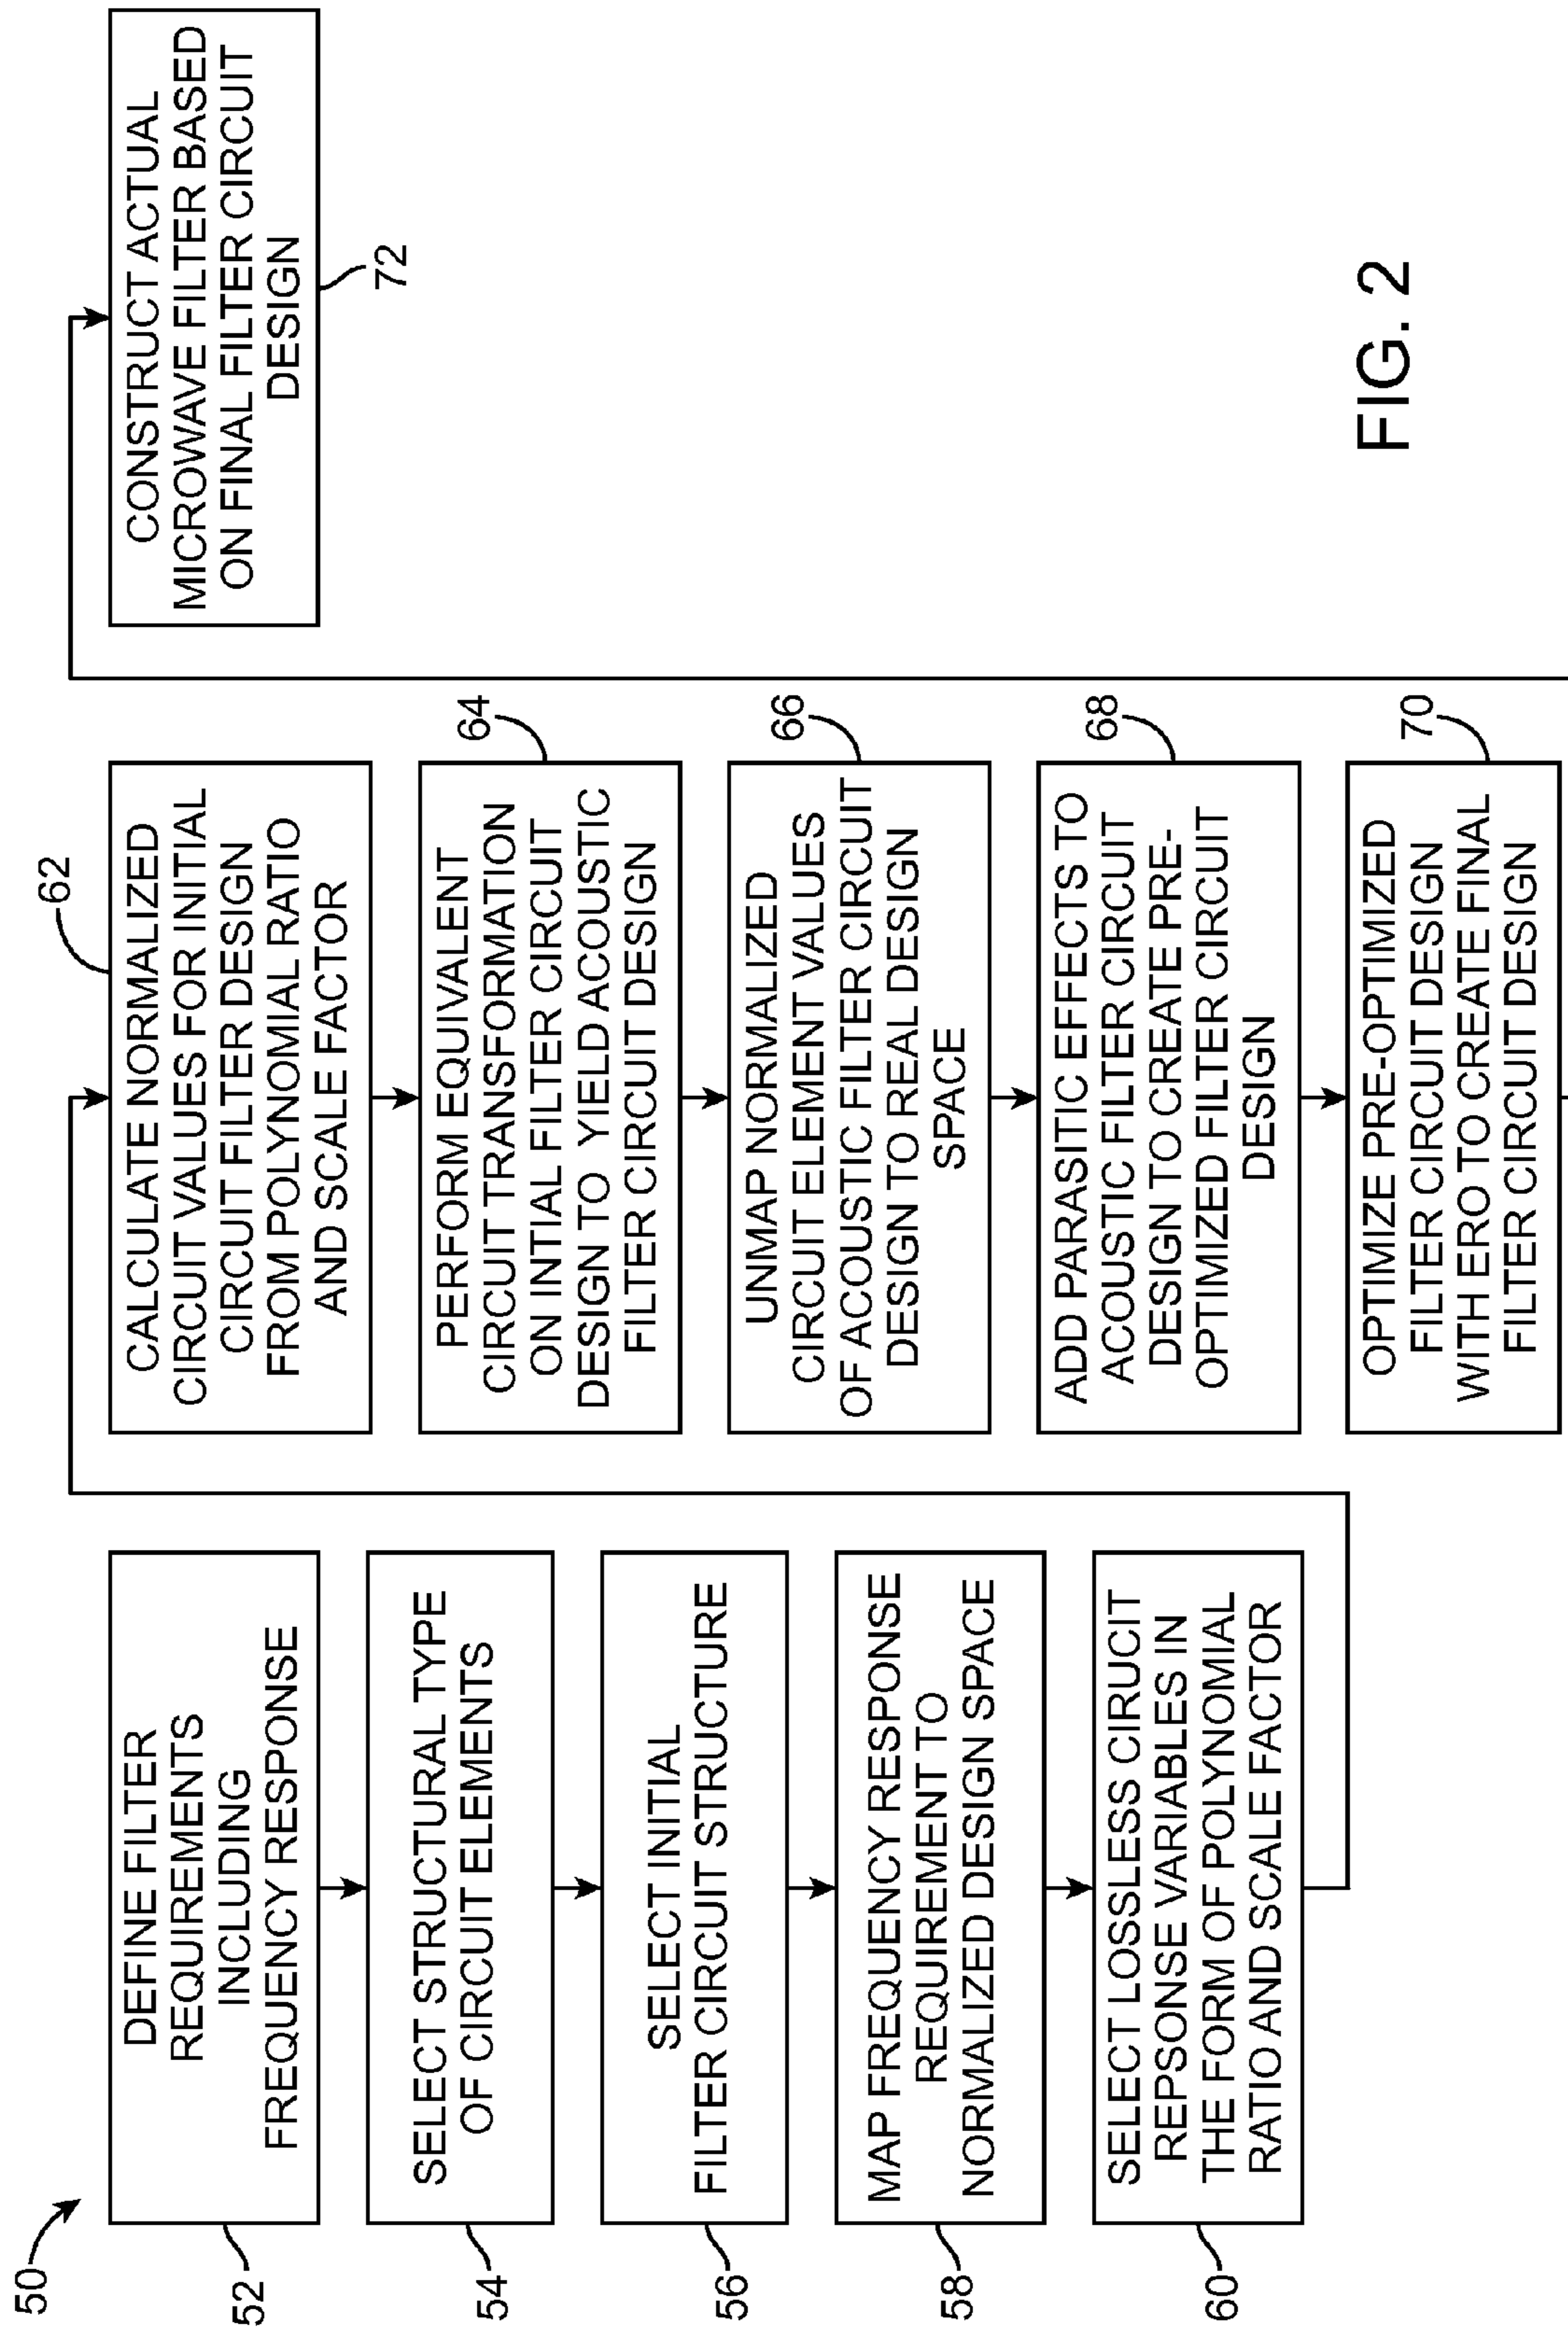 50
52
DEFINE FILTER
REQUIREMENTS
INCLUDING
FREQUENCY RESPONSE
54
SELECT STRUCTURAL TYPE
OF CIRCUIT ELEMENTS
56
SELECT INITIAL
FILTER CIRCUIT STRUCTURE
58
MAP FREQUENCY RESPONSE
REQUIREMENT TO
NORMALIZED DESIGN SPACE
60
SELECT LOSSLESS CIRUCIT
REPSONSE VARIABLES IN
THE FORM OF POLYNOMIAL
RATIO AND SCALE FACTOR
62
CALCULATE NORMALIZED
CIRCUIT VALUES FOR INITIAL
CIRCUIT FILTER DESIGN
FROM POLYNOMIAL RATIO
AND SCALE FACTOR
64
PERFORM EQUIVALENT
CIRCUIT TRANSFORMATION
ON INTIAL FILTER CIRCUIT
DESIGN TO YIELD ACOUSTIC
FILTER CIRCUIT DESIGN
66
UNMAP NORMALIZED
CIRCUIT ELEMENT VALUES
OF ACOUSTIC FILTER CIRCUIT
DESIGN TO REAL DESIGN
SPACE
68
ADD PARASITIC EFFECTS TO
ACOUSTIC FILTER CIRCUIT
DESIGN TO CREATE PRE-
OPTIMIZED FILTER CIRCUIT
DESIGN
70
OPTIMIZE PRE-OPTIMIZED
FILTER CIRCUIT DESIGN
WITH ERO TO CREATE FINAL
FILTER CIRCUIT DESIGN
CONSTRUCT ACTUAL
MICROWAVE FILTER BASED
ON FINAL FILTER CIRCUIT
DESIGN
72
FIG. 2